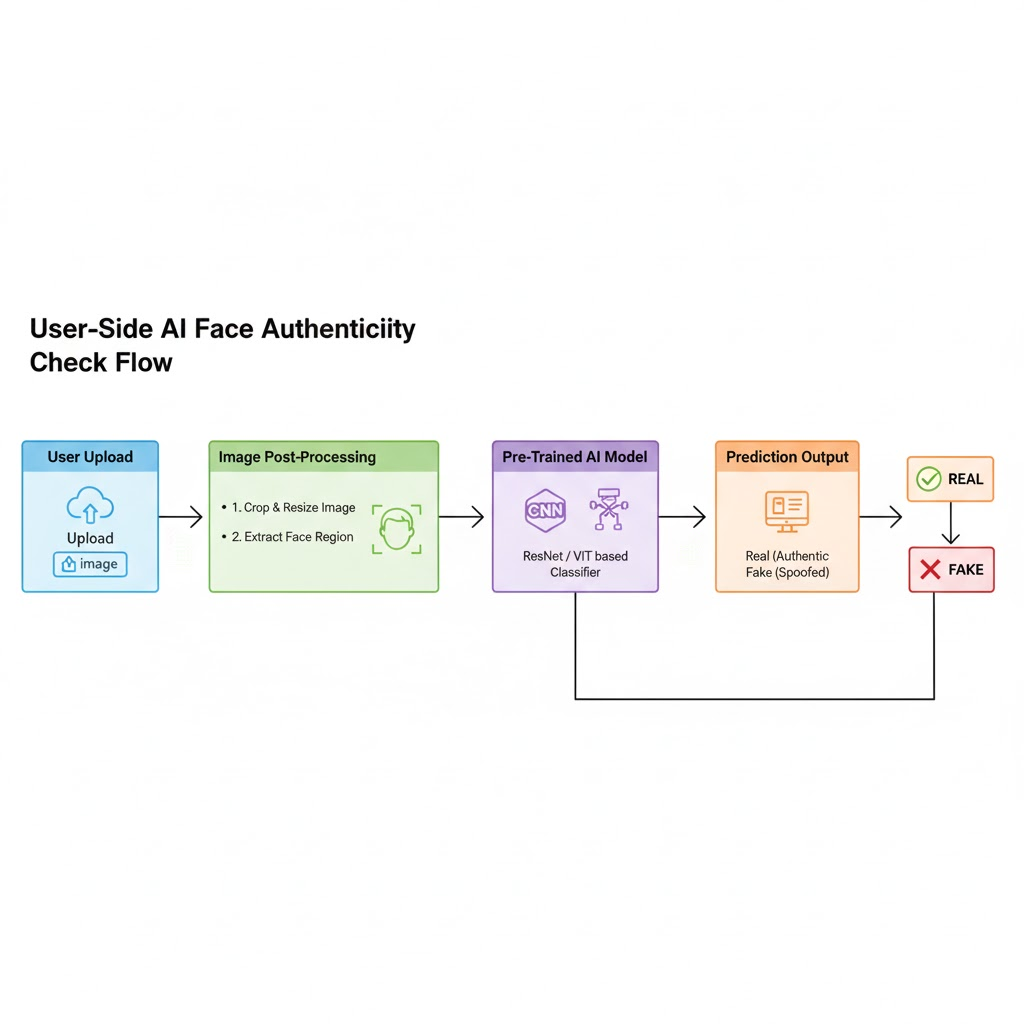 User-Side AI Face Authenticiity
Check Flow
User Upload
Upload
image
Image Post-Processing
• 1. Crop & Resize Image
• 2. Extract Face Region
Pre-Trained AI Model
CNN
ResNet / VIT based
Classifier
Prediction Output
Real (Authentic
Fake (Spoofed)
REAL
FAKE